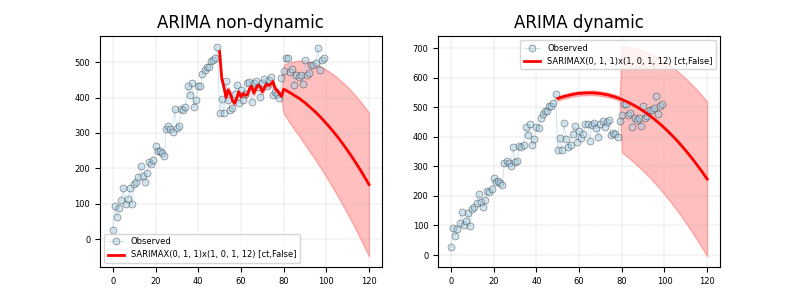 ARIMA non-dynamic
500
400
300
200
100
0
Observed
SARIMAX(0, 1, 1)x(1, 0, 1, 12) [ct,False]
0 20 40 60 80 100 120
ARIMA dynamic
700
600
500
400
300
200
100
0
Observed
SARIMAX(0, 1, 1)x(1, 0, 1, 12) [ct,False]
0 20 40 60 80 100 120